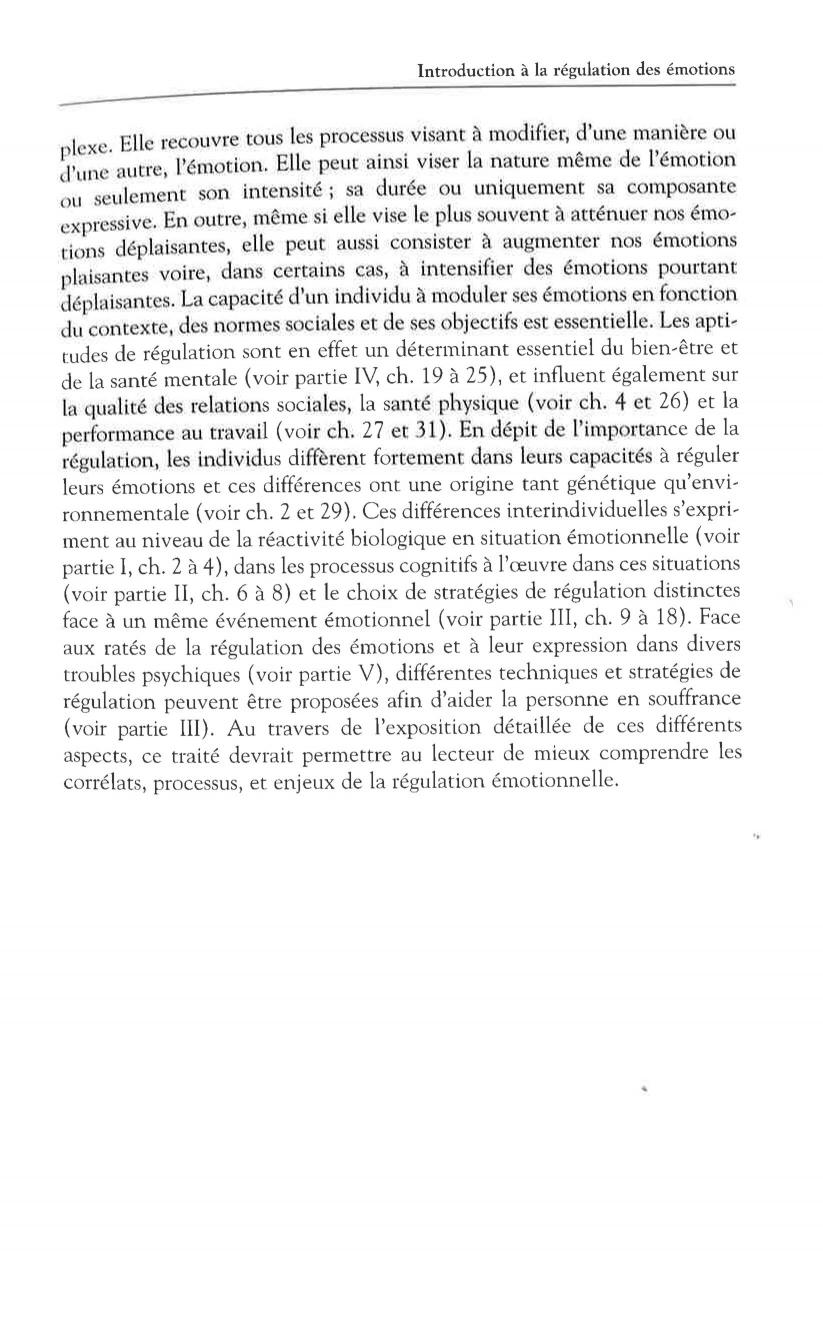 Introduction à la régulation des émotions
plexe. Elle recouvre tous les processus visant à modifier, d'une manière ou
d'une autre, l'émotion. Elle peut ainsi viser la nature même de l'émotion
ou seulement son intensité ; sa durée ou uniquement sa composante
expressive. En outre, même si elle vise le plus souvent à atténuer nos émo-
tions déplaisantes, elle peut aussi consister à augmenter nos émotions
plaisantes voire, dans certains cas, à intensifier des émotions pourtant
déplaisantes. La capacité d'un individu à moduler ses émotions en fonction
du contexte, des normes sociales et de ses objectifs est essentielle. Les apti-
tudes de régulation sont en effet un déterminant essentiel du bien-être et
de la santé mentale (voir partie IV, ch. 19 à 25), et influent également sur
la qualité des relations sociales, la santé physique (voir ch. 4 et 26) et la
performance au travail (voir ch. 27 et 31). En dépit de l'importance de la
régulation, les individus diffèrent fortement dans leurs capacités à réguler
leurs émotions et ces différences ont une origine tant génétique qu'envi-
ronnementale (voir ch. 2 et 29). Ces différences interindividuelles s'expri-
ment au niveau de la réactivité biologique en situation émotionnelle (voir
partie I, ch. 2 à 4), dans les processus cognitifs à l'œuvre dans ces situations
(voir partie II, ch. 6 à 8) et le choix de stratégies de régulation distinctes
face à un même événement émotionnel (voir partie III, ch. 9 à 18). Face
aux ratés de la régulation des émotions et à leur expression dans divers
troubles psychiques (voir partie V), différentes techniques et stratégies de
régulation peuvent être proposées afin d'aider la personne en souffrance
(voir partie III). Au travers de l'exposition détaillée de ces différents
aspects, ce traité devrait permettre au lecteur de mieux comprendre les
corrélats, processus, et enjeux de la régulation émotionnelle.